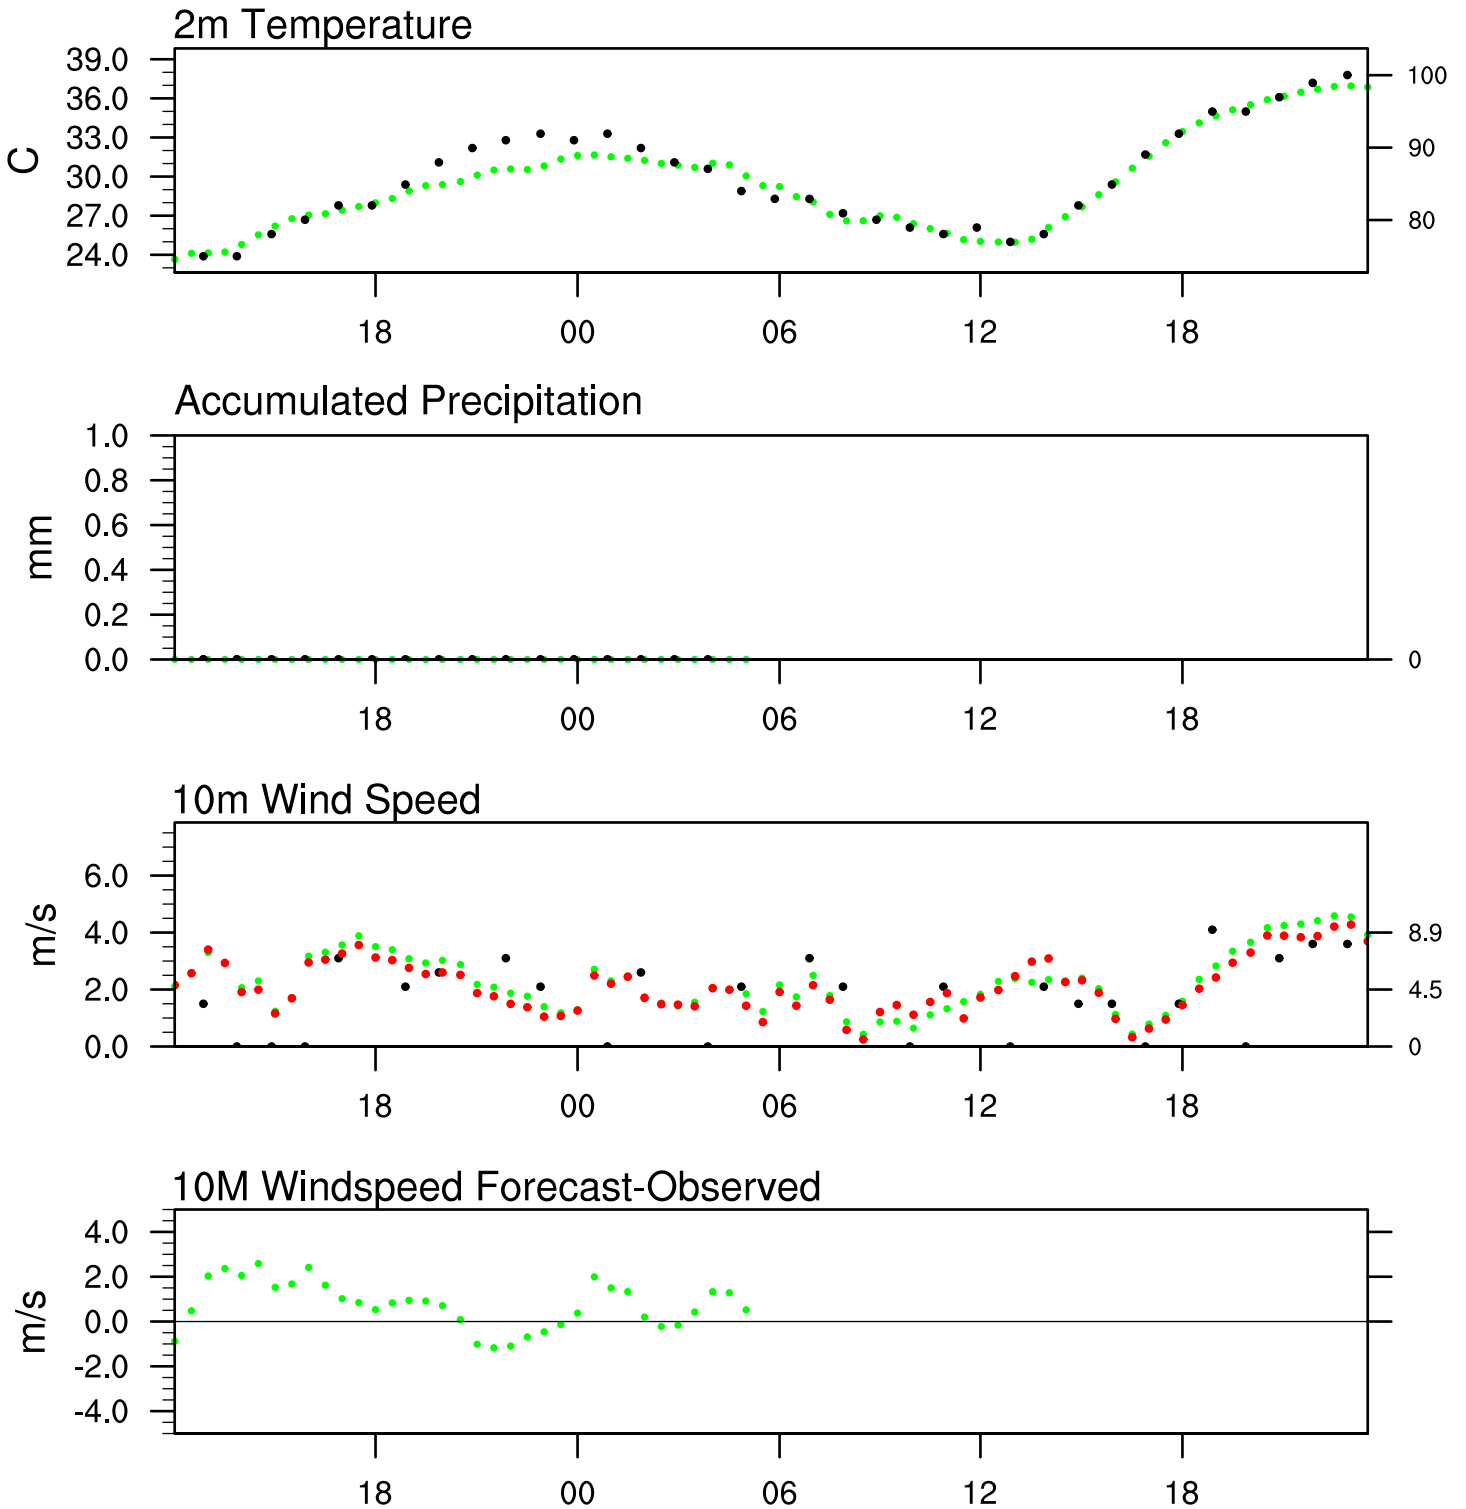 2m Temperature
39.0
36.0
33.0
30.0
27.0
24.0
C
100
90
80
18 00 06 12 18
Accumulated Precipitation
1.0
0.8
0.6
0.4
0.2
0.0
mm
0
18 00 06 12 18
10m Wind Speed
6.0
4.0
2.0
0.0
m/s
8.9
4.5
0
18 00 06 12 18
10M Windspeed Forecast-Observed
4.0
2.0
0.0
-2.0
-4.0
m/s
18 00 06 12 18